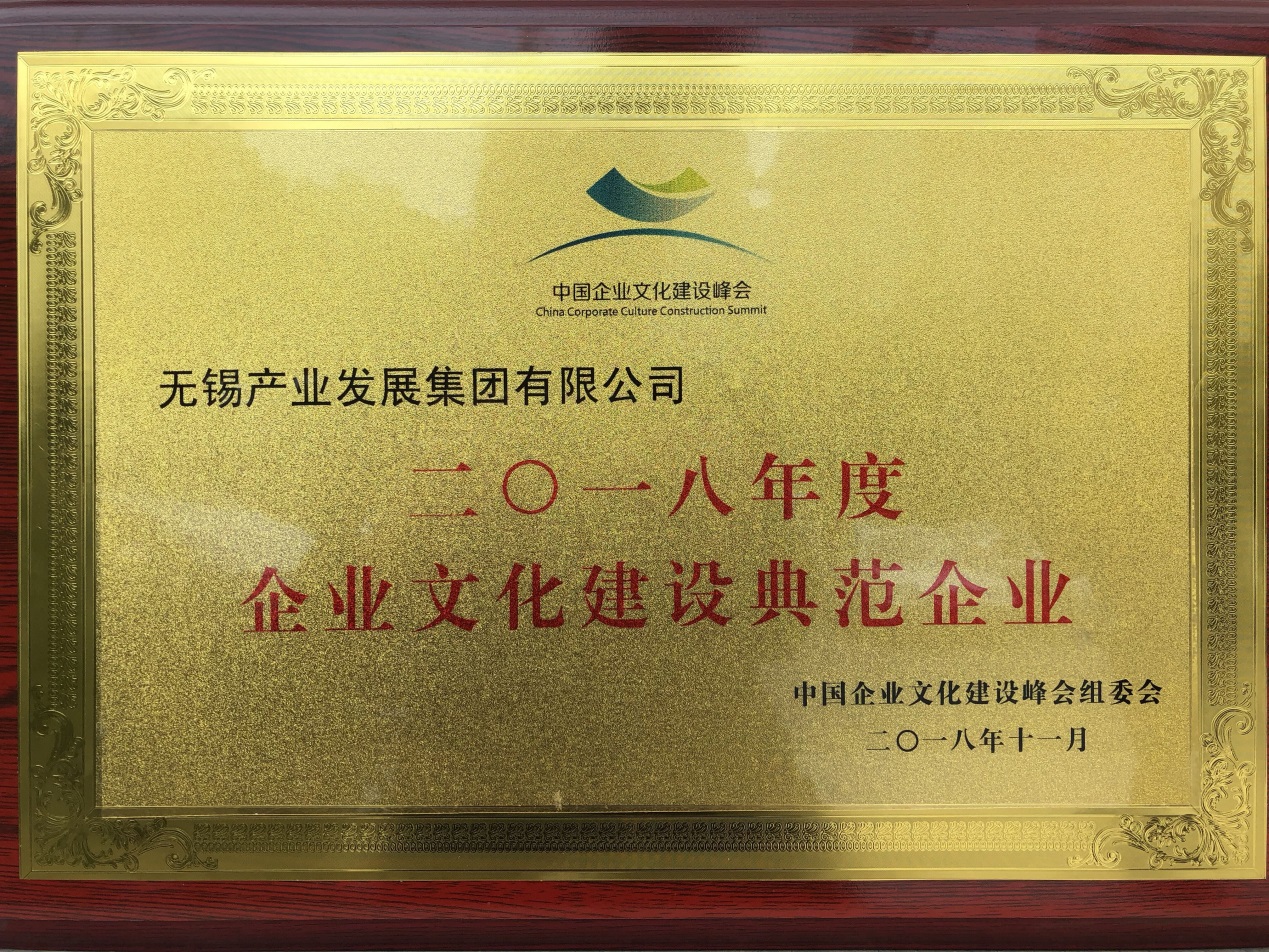 中国企业文化建设峰会
China Corporate Culture Construction Summit
无锡产业发展集团有限公司
二〇一八年度
企业文化建设典范企业
中国企业文化建设峰会组委会
二〇一八年十一月